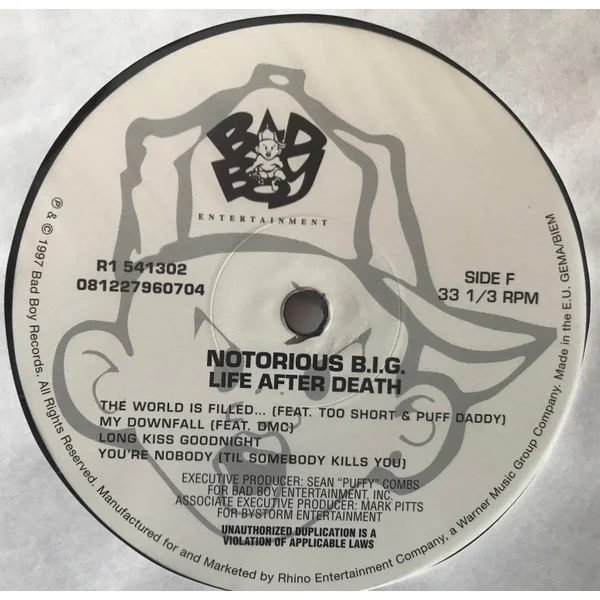 BAD
BOY
ENTERTAINMENT
R1 541302
081227960704
SIDE F
33 1/3 RPM
NOTORIOUS B.I.G.
LIFE AFTER DEATH
THE WORLD IS FILLED... (FEAT. TOO SHORT & PUFF DADDY)
MY DOWNFALL (FEAT. DMC)
LONG KISS GOODNIGHT
YOU'RE NOBODY (TIL SOMEBODY KILLS YOU)
EXECUTIVE PRODUCER: SEAN "PUFFY" COMBS
FOR BAD BOY ENTERTAINMENT, INC.
ASSOCIATE EXECUTIVE PRODUCER: MARK PITTS
FOR BYSTORM ENTERTAINMENT
UNAUTHORIZED DUPLICATION IS A
VIOLATION OF APPLICABLE LAWS
℗ & © 1997 Bad Boy Records. All Rights Reserved. Manufactured for and Marketed by Rhino Entertainment Company, a Warner Music Group Company. Made in the E.U. GEMA/BIEM